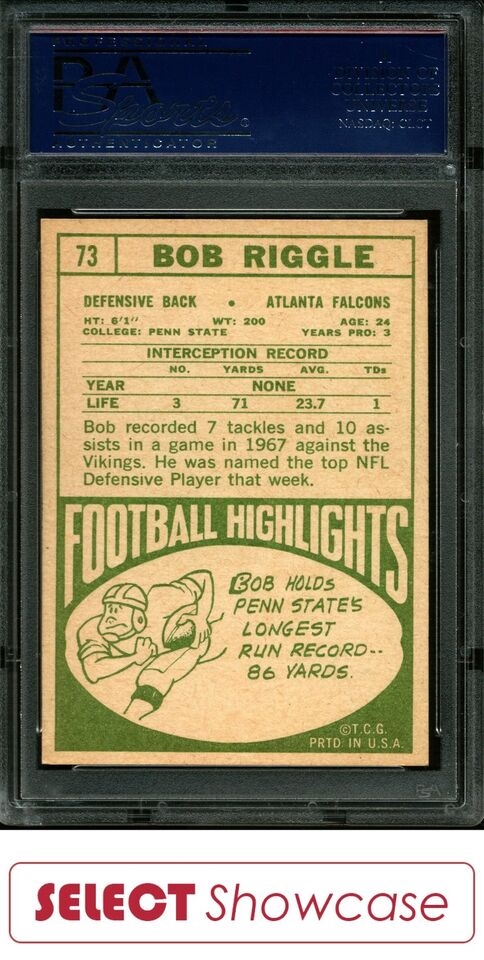 PROFESSIONAL
PSA
Sports ©
AUTHENTICATOR
A
DIVISION OF
COLLECTORS
UNIVERSE
NASDAQ: CLCT
73 BOB RIGGLE
DEFENSIVE BACK • ATLANTA FALCONS
HT: 6'1" WT: 200 AGE: 24
COLLEGE: PENN STATE YEARS PRO: 3
INTERCEPTION RECORD
NO. YARDS AVG. TDs
YEAR NONE
LIFE 3 71 23.7 1
Bob recorded 7 tackles and 10 as-
sists in a game in 1967 against the
Vikings. He was named the top NFL
Defensive Player that week.
FOOTBALL HIGHLIGHTS
BOB HOLDS
PENN STATE'S
LONGEST
RUN RECORD--
86 YARDS.
©T.C.G.
PRTD IN U.S.A.
PSA
SELECT Showcase